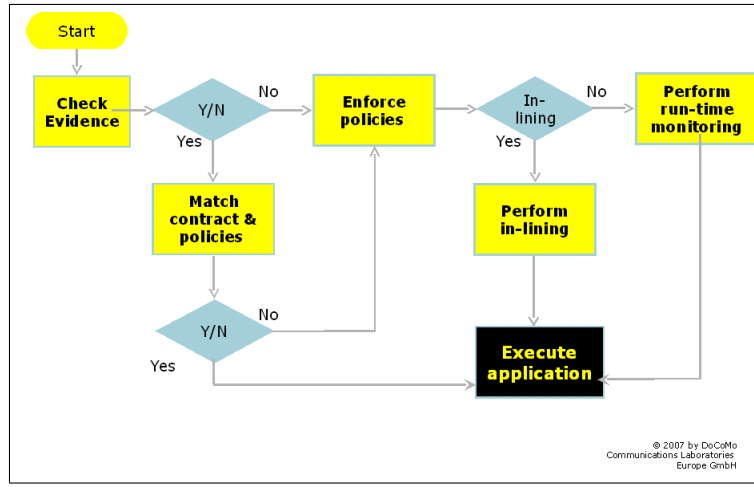 Start
Check
Evidence
Y/N
No
Yes
Enforce
policies
In-
lining
No
Yes
Perform
run-time
monitoring
Match
contract &
policies
Perform
in-lining
Y/N
No
Yes
Execute
application
© 2007 by DoCoMo
Communications Laboratories
Europe GmbH